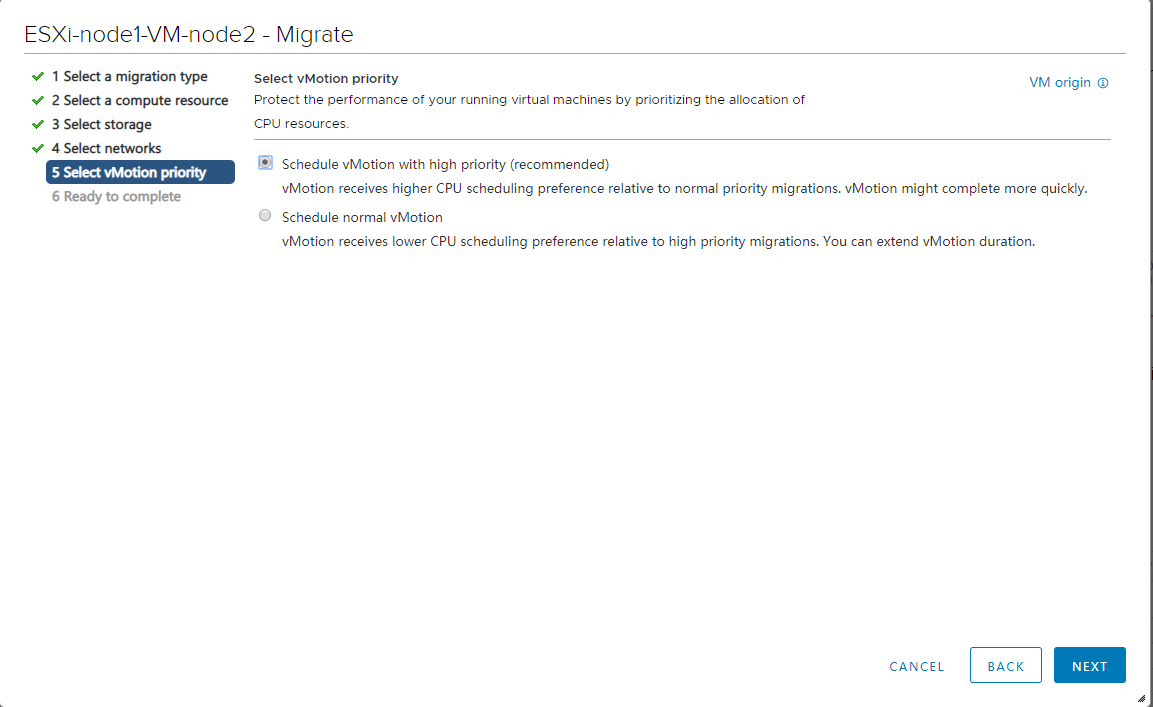 ESXi-node1-VM-node2 - Migrate
1 Select a migration type
2 Select a compute resource
3 Select storage
4 Select networks
5 Select vMotion priority
6 Ready to complete
Select vMotion priority
VM origin
Protect the performance of your running virtual machines by prioritizing the allocation of
CPU resources.
Schedule vMotion with high priority (recommended)
vMotion receives higher CPU scheduling preference relative to normal priority migrations. vMotion might complete more quickly.
Schedule normal vMotion
vMotion receives lower CPU scheduling preference relative to high priority migrations. You can extend vMotion duration.
CANCEL
BACK
NEXT